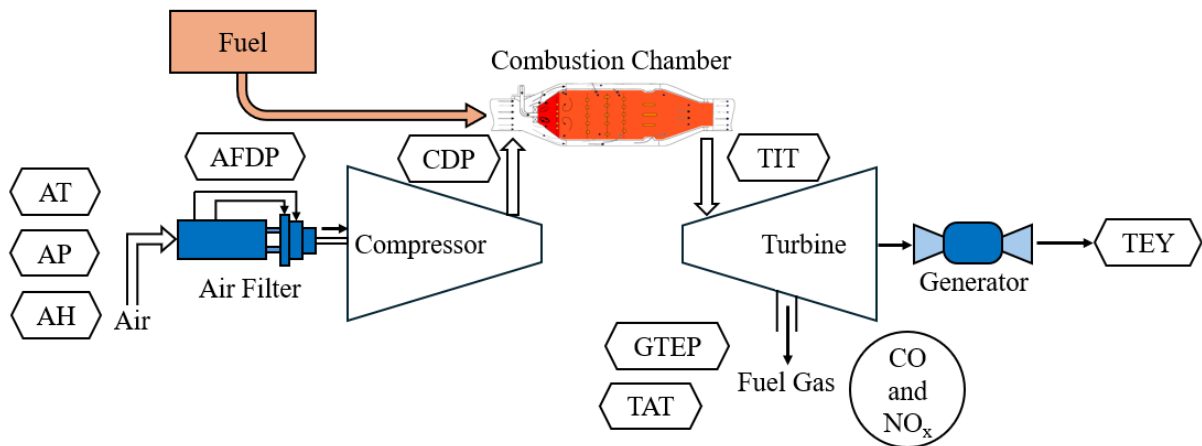 Fuel
Combustion Chamber
AFDP
CDP
TIT
AT
AP
AH
Air
Air Filter
Compressor
Turbine
Generator
TEY
GTEP
TAT
Fuel Gas
CO
and
NOx